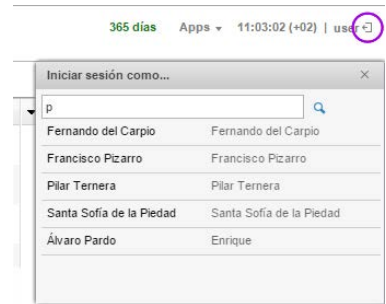 365 días Apps 11:03:02 (+02) | user
Iniciar sesión como...
p
Fernando del Carpio Fernando del Carpio
Francisco Pizarro Francisco Pizarro
Pilar Ternera Pilar Ternera
Santa Sofía de la Piedad Santa Sofía de la Piedad
Álvaro Pardo Enrique